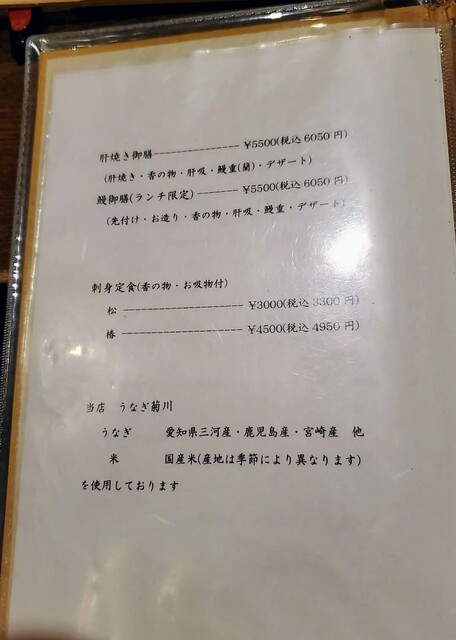 肝焼き御膳--------------- ¥5500(税込 6050 円)
(肝焼き・香の物・肝吸・鰻重(蘭)・デザート)
鰻御膳(ランチ限定)------- ¥5500(税込 6050 円)
(先付け・お造り・香の物・肝吸・鰻重・デザート)
刺身定食(香の物・お吸物付)
松 --------------------- ¥3000(税込 3300 円)
椿 --------------------- ¥4500(税込 4950 円)
当店 うなぎ菊川
うなぎ 愛知県三河産・鹿児島産・宮崎産 他
米 国産米(産地は季節により異なります)
を使用しております